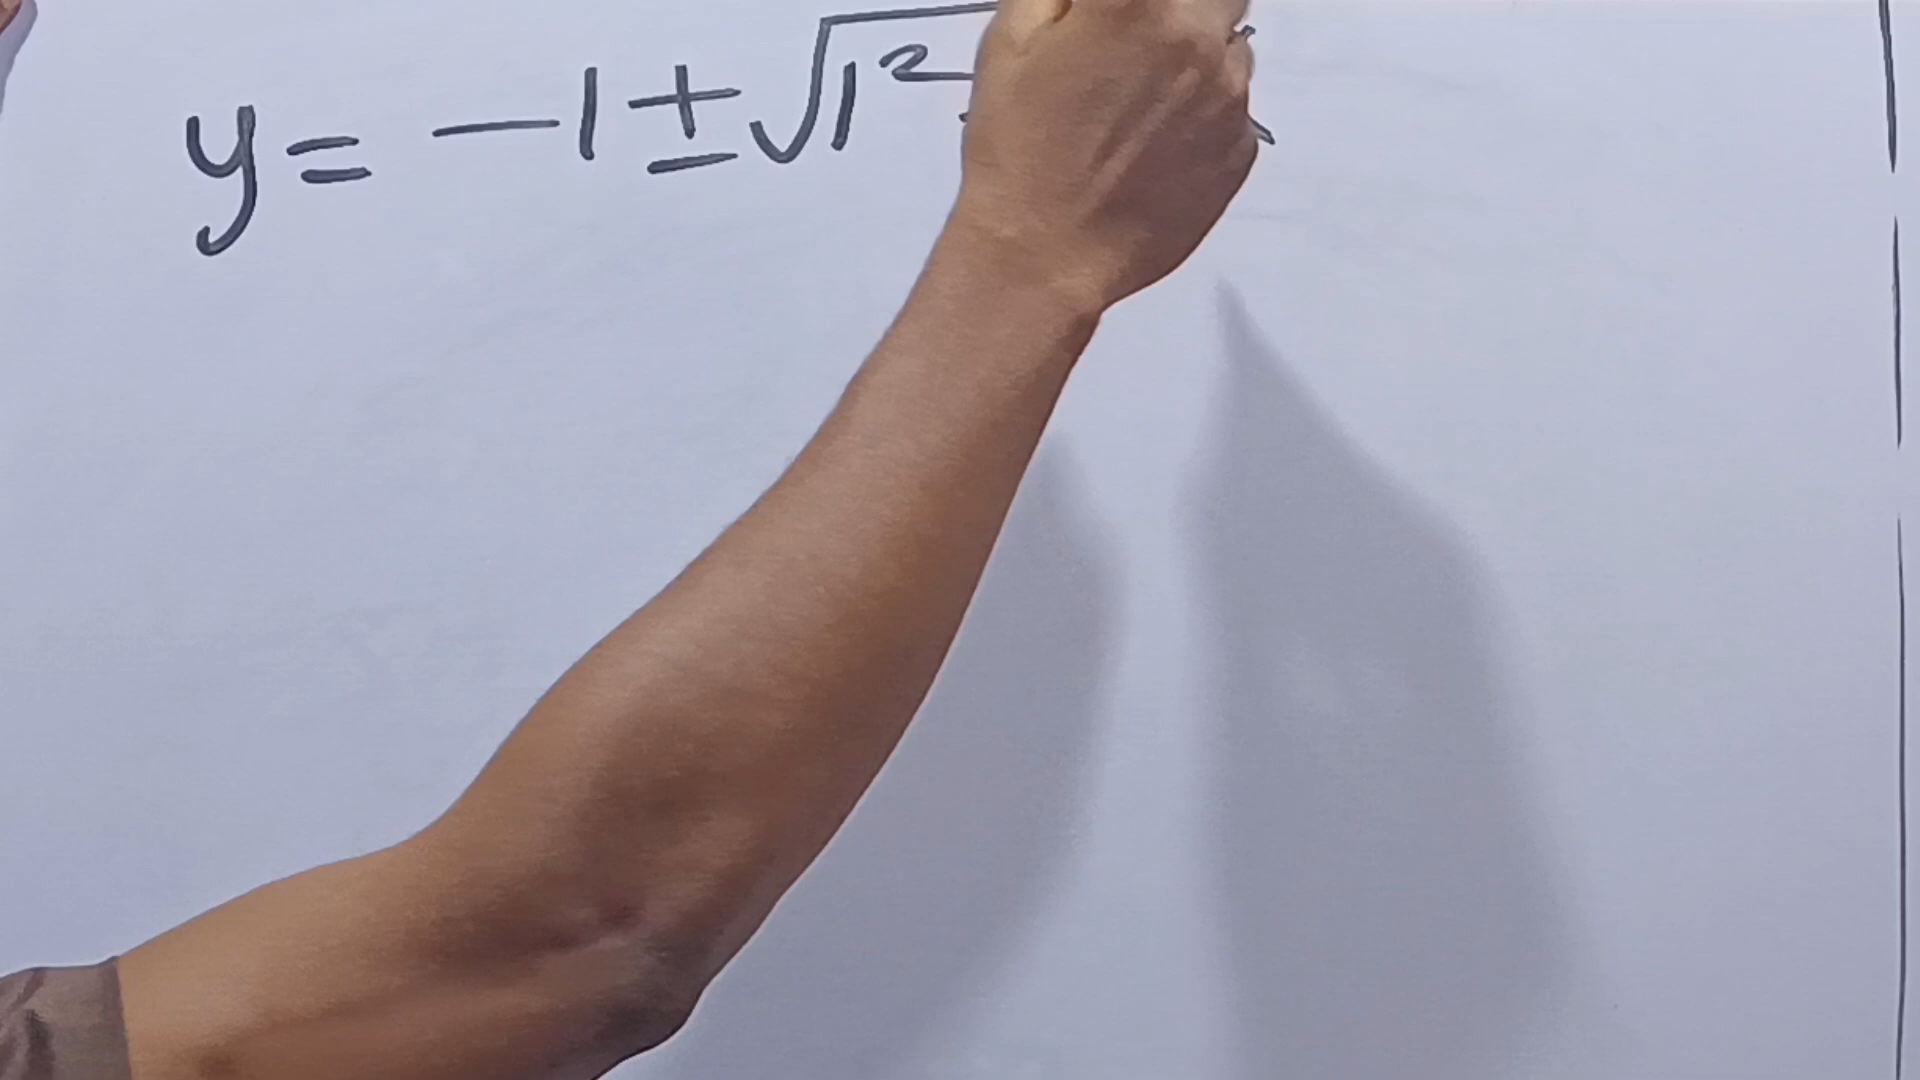 y = -1 ± √1²